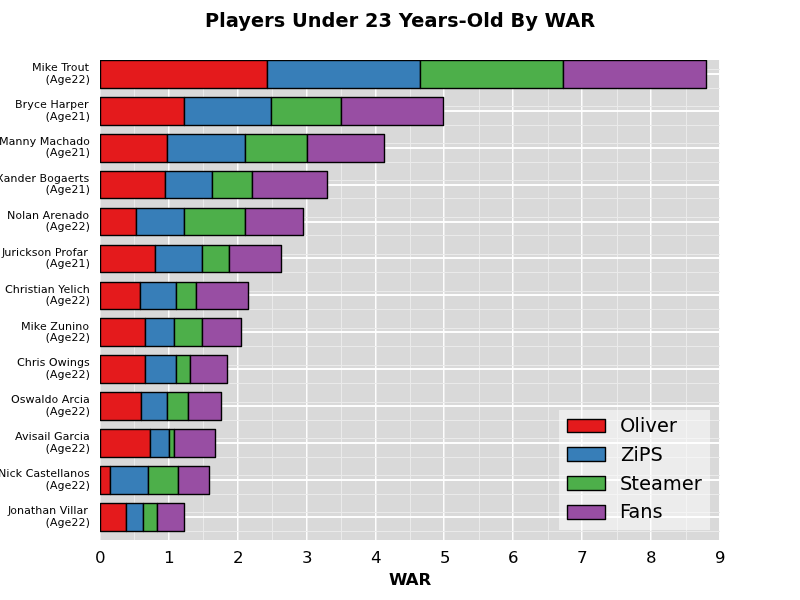 Players Under 23 Years-Old By WAR
Mike Trout
(Age22)
Bryce Harper
(Age21)
Manny Machado
(Age21)
Xander Bogaerts
(Age21)
Nolan Arenado
(Age22)
Jurickson Profar
(Age21)
Christian Yelich
(Age22)
Mike Zunino
(Age22)
Chris Owings
(Age22)
Oswaldo Arcia
(Age22)
Avisail Garcia
(Age22)
Nick Castellanos
(Age22)
Jonathan Villar
(Age22)
Oliver
ZiPS
Steamer
Fans
0 1 2 3 4 5 6 7 8 9
WAR